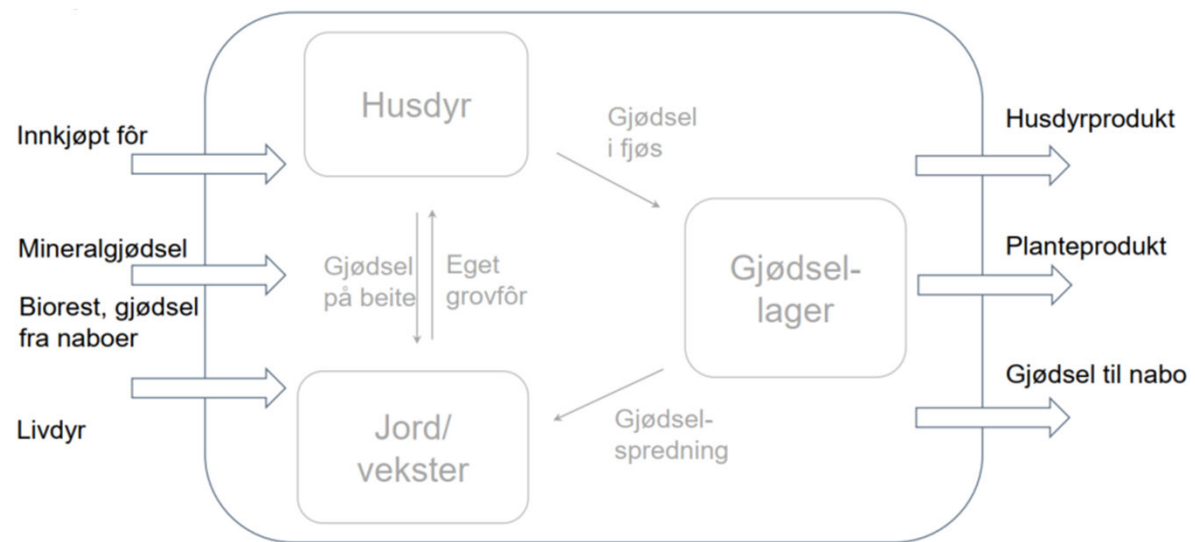 Innkjøpt fôr
Mineralgjødsel
Biorest, gjødsel
fra naboer
Livdyr
Husdyr
Gjødsel
i fjøs
Gjødsel
på beite
Eget
grovfôr
Gjødsel-
lager
Jord/
vekster
Gjødsel-
spredning
Husdyrprodukt
Planteprodukt
Gjødsel til nabo